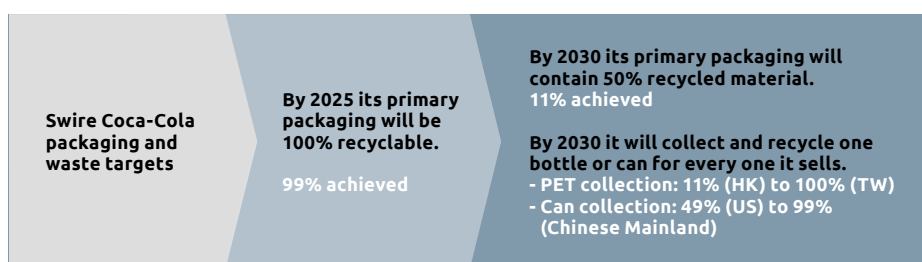 Swire Coca-Cola
packaging and
waste targets
By 2025 its primary
packaging will be
100% recyclable.
99% achieved
By 2030 its primary packaging will
contain 50% recycled material.
11% achieved
By 2030 it will collect and recycle one
bottle or can for every one it sells.
- PET collection: 11% (HK) to 100% (TW)
- Can collection: 49% (US) to 99%
(Chinese Mainland)